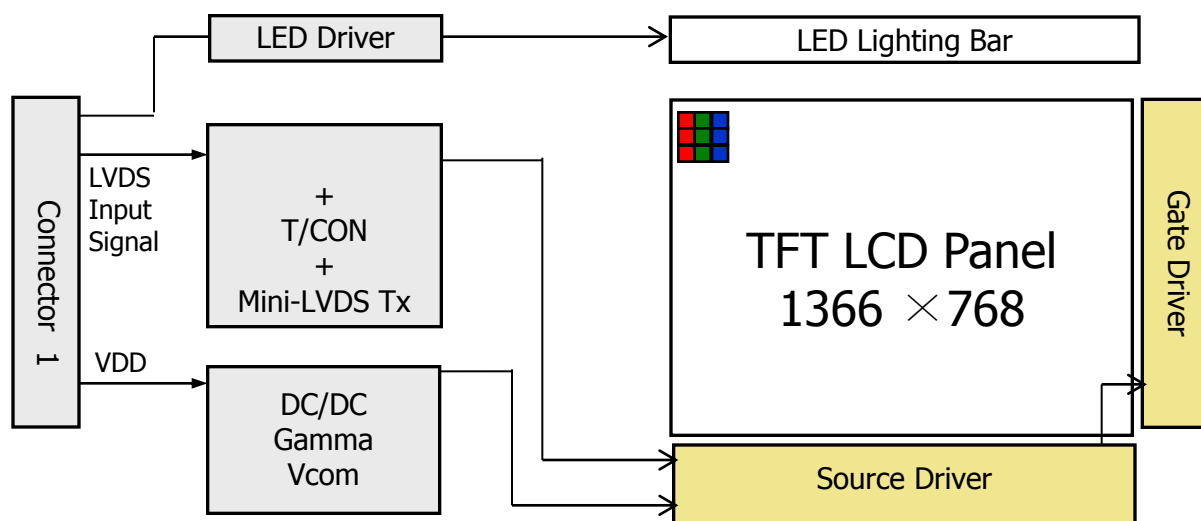 LED Driver
LED Lighting Bar
Connector 1
LVDS
Input
Signal
+
T/CON
+
Mini-LVDS Tx
VDD
DC/DC
Gamma
Vcom
TFT LCD Panel
1366 ×768
Gate Driver
Source Driver